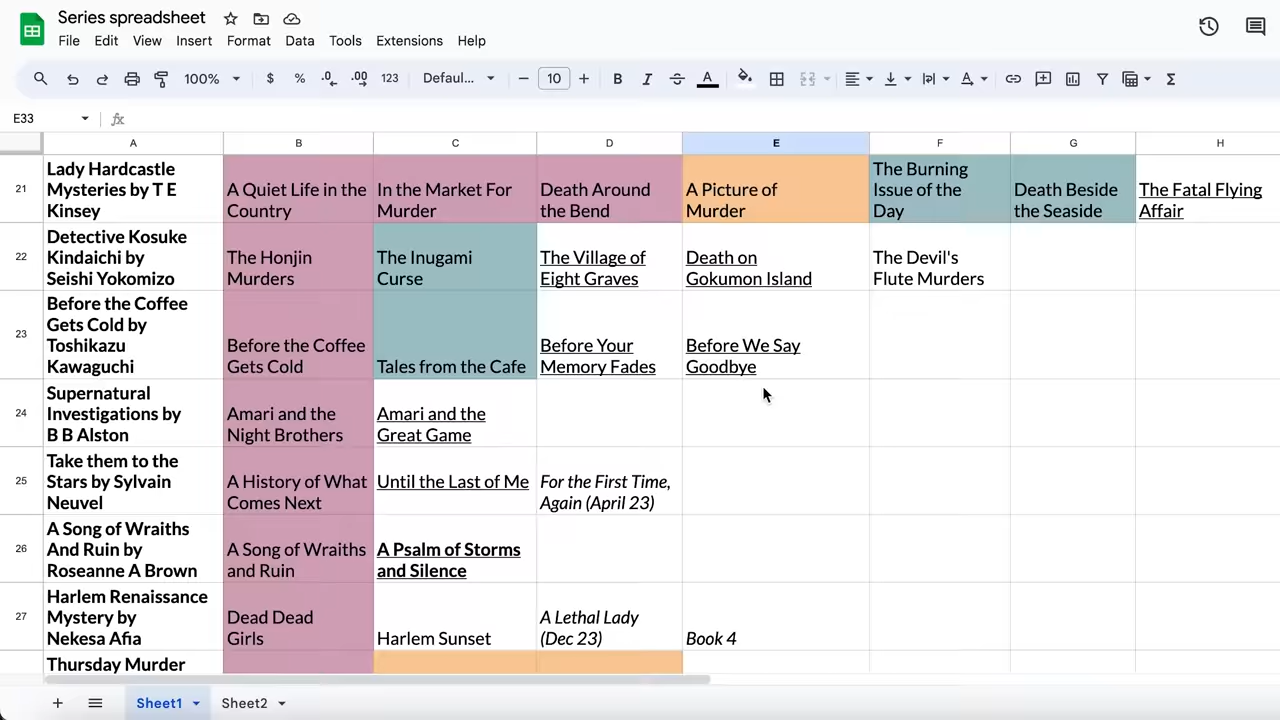 Series spreadsheet
File Edit View Insert Format Data Tools Extensions Help
100% $ % .0 .00 123 Defaul... − 10 + B I A
E33 fx
A B C D E F G H
21
Lady Hardcastle
Mysteries by T E
Kinsey
A Quiet Life in the
Country
In the Market For
Murder
Death Around
the Bend
A Picture of
Murder
The Burning
Issue of the
Day
Death Beside
the Seaside
The Fatal Flying
Affair
22
Detective Kosuke
Kindaichi by
Seishi Yokomizo
The Honjin
Murders
The Inugami
Curse
The Village of
Eight Graves
Death on
Gokumon Island
The Devil's
Flute Murders
23
Before the Coffee
Gets Cold by
Toshikazu
Kawaguchi
Before the Coffee
Gets Cold
Tales from the Cafe
Before Your
Memory Fades
Before We Say
Goodbye
24
Supernatural
Investigations by
B B Alston
Amari and the
Night Brothers
Amari and the
Great Game
25
Take them to the
Stars by Sylvain
Neuvel
A History of What
Comes Next
Until the Last of Me
For the First Time,
Again (April 23)
26
A Song of Wraiths
And Ruin by
Roseanne A Brown
A Song of Wraiths
and Ruin
A Psalm of Storms
and Silence
27
Harlem Renaissance
Mystery by
Nekesa Afia
Dead Dead
Girls
Harlem Sunset
A Lethal Lady
(Dec 23)
Book 4
Thursday Murder
+ Sheet1 Sheet2